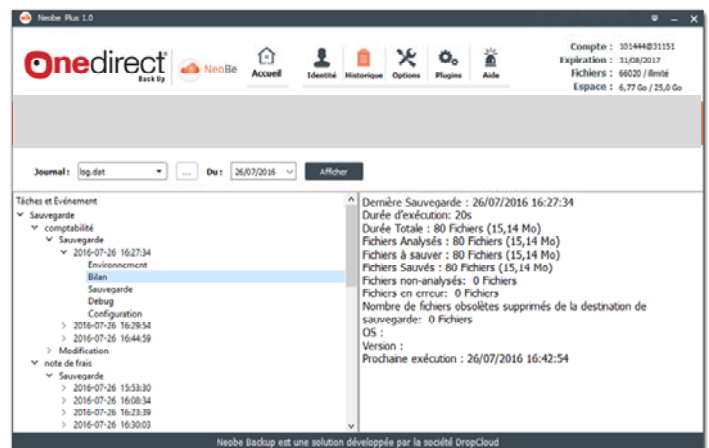 Neobe Plus 1.0
Onedirect
Back Up
NeoBe
Accueil
Identité
Historique
Options
Plugins
Aide
Compte : 101444@31151
Expiration : 31/08/2017
Fichiers : 66020 / illimité
Espace : 6,77 Go / 25,0 Go
Journal : log.dat ... Du : 26/07/2016 Afficher
Tâches et Evénement
Sauvegarde
comptabilité
Sauvegarde
2016-07-26 16:27:34
Environnement
Bilan
Sauvegarde
Debug
Configuration
2016-07-26 16:29:54
2016-07-26 16:44:59
Modification
note de frais
Sauvegarde
2016-07-26 15:53:30
2016-07-26 16:08:34
2016-07-26 16:23:39
2016-07-26 16:30:03
Dernière Sauvegarde : 26/07/2016 16:27:34
Durée d'exécution: 20s
Durée Totale : 80 Fichiers (15,14 Mo)
Fichiers Analysés : 80 Fichiers (15,14 Mo)
Fichiers à sauver : 80 Fichiers (15,14 Mo)
Fichiers Sauvés : 80 Fichiers (15,14 Mo)
Fichiers non-analysés: 0 Fichiers
Fichiers en erreur: 0 Fichiers
Nombre de fichiers obsolètes supprimés de la destination de
sauvegarde: 0 Fichiers
OS :
Version :
Prochaine exécution : 26/07/2016 16:42:54
Neobe Backup est une solution développée par la société DropCloud